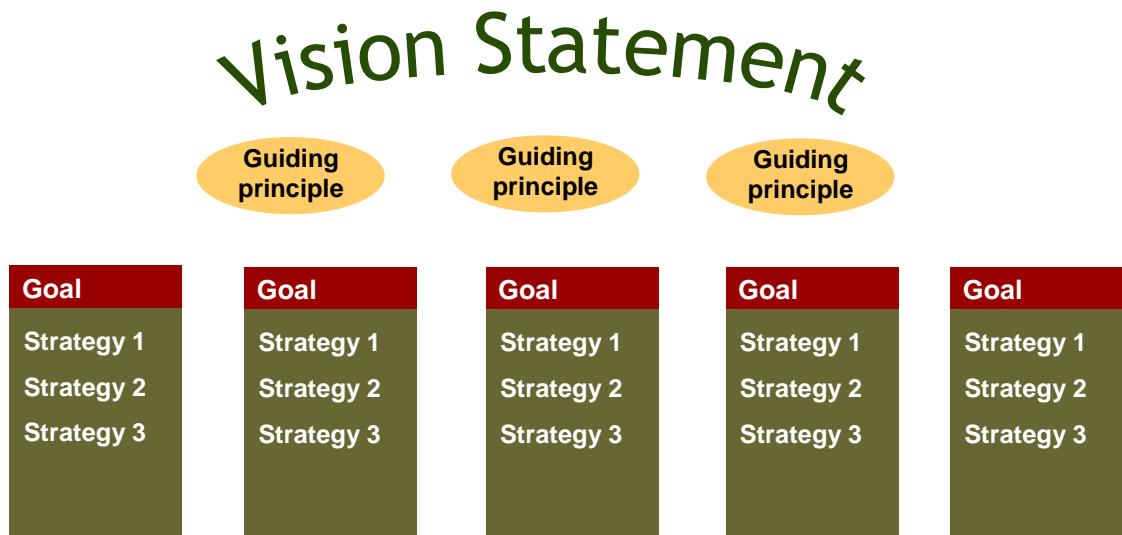 Vision Statement
Guiding
principle
Guiding
principle
Guiding
principle
Goal
Strategy 1
Strategy 2
Strategy 3
Goal
Strategy 1
Strategy 2
Strategy 3
Goal
Strategy 1
Strategy 2
Strategy 3
Goal
Strategy 1
Strategy 2
Strategy 3
Goal
Strategy 1
Strategy 2
Strategy 3